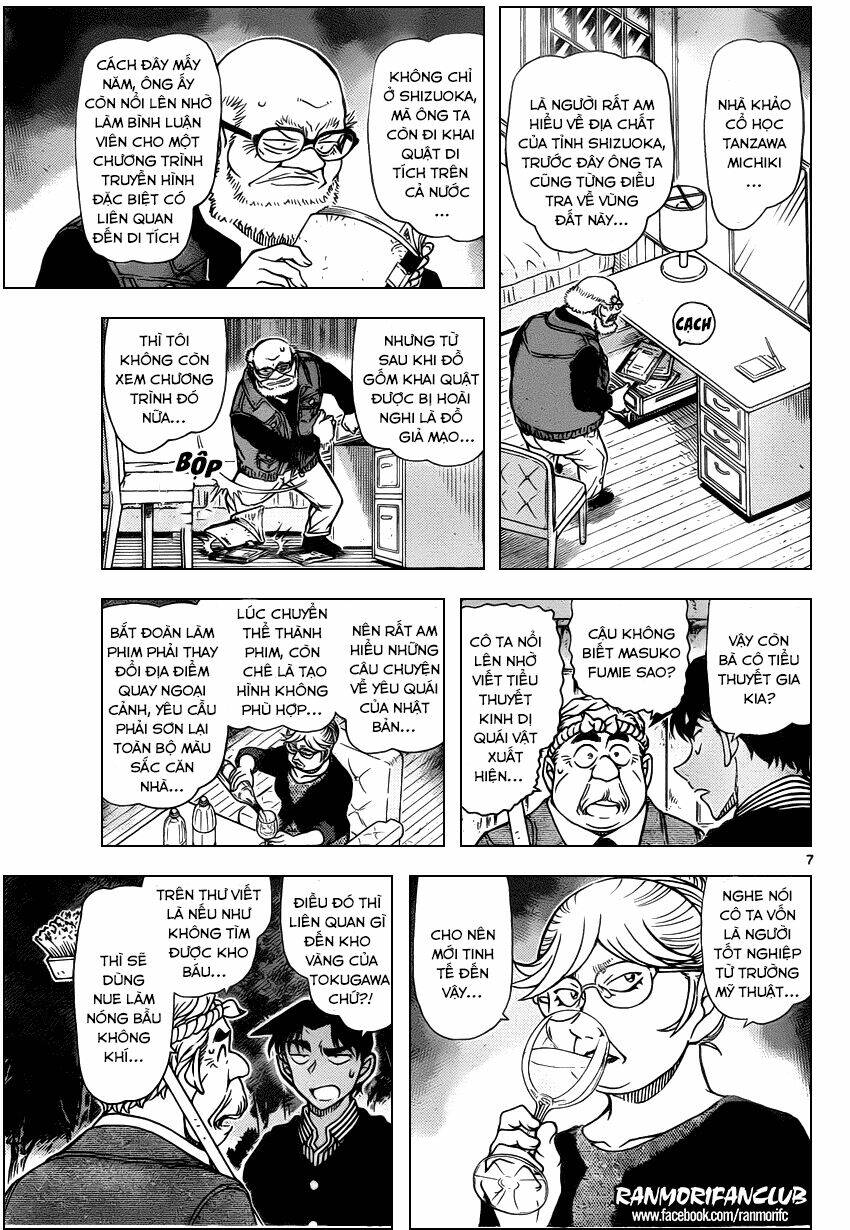 NHÀ KHẢO
CỔ HỌC
TANZAWA
MICHIKI
...
LÀ NGƯỜI RẤT AM
HIỂU VỀ ĐỊA CHẤT
CỦA TỈNH SHIZUOKA,
TRƯỚC ĐÂY ÔNG TA
CŨNG TỪNG ĐIỀU
TRA VỀ VÙNG
ĐẤT NÀY...
CẠCH
KHÔNG CHỈ
Ở SHIZUOKA,
MÀ ÔNG TA
CÒN ĐI KHAI
QUẬT DI
TÍCH TRÊN
CẢ NƯỚC
...
CÁCH ĐÂY MẤY
NĂM, ÔNG ẤY
CÒN NỔI LÊN NHỜ
LÀM BÌNH LUẬN
VIÊN CHO MỘT
CHƯƠNG TRÌNH
TRUYỀN HÌNH
ĐẶC BIỆT CÓ
LIÊN QUAN
ĐẾN DI TÍCH
NHƯNG TỪ
SAU KHI ĐỒ
GỐM KHAI QUẬT
ĐƯỢC BỊ HOÀI
NGHI LÀ ĐỒ
GIẢ MẠO...
THÌ TÔI
KHÔNG CÒN
XEM CHƯƠNG
TRÌNH ĐÓ
NỮA...
BỘP
VẬY CÒN
BÀ CÔ TIỂU
THUYẾT GIA
KIA?
CẬU KHÔNG
BIẾT MASUKO
FUMIE SAO?
CÔ TA NỔI
LÊN NHỜ
VIẾT TIỂU
THUYẾT
KINH DỊ
QUÁI VẬT
XUẤT
HIỆN...
NÊN RẤT AM
HIỂU NHỮNG
CÂU CHUYỆN
VỀ YÊU QUÁI
CỦA NHẬT
BẢN...
LÚC CHUYỂN
THỂ THÀNH
PHIM, CÒN
CHÊ LÀ TẠO
HÌNH KHÔNG
PHÙ HỢP...
BẮT ĐOÀN LÀM
PHIM PHẢI THAY
ĐỔI ĐỊA ĐIỂM
QUAY NGOẠI
CẢNH, YÊU CẦU
PHẢI SƠN LẠI
TOÀN BỘ MÀU
SẮC CĂN
NHÀ...
7
NGHE NÓI
CÔ TA VỐN
LÀ NGƯỜI
TỐT NGHIỆP
TỪ TRƯỜNG
MỸ THUẬT...
CHO NÊN
MỚI TINH
TẾ ĐẾN
VẬY...
ĐIỀU ĐÓ THÌ
LIÊN QUAN GÌ
ĐẾN KHO
VÀNG CỦA
TOKUGAWA
CHỨ?!
TRÊN THƯ VIẾT
LÀ NẾU NHƯ
KHÔNG TÌM
ĐƯỢC KHO
BÁU...
THÌ SẼ
DÙNG
NUE LÀM
NÓNG BẦU
KHÔNG
KHÍ...
RANMORIFANCLUB
www.facebook.com/ranmorifc